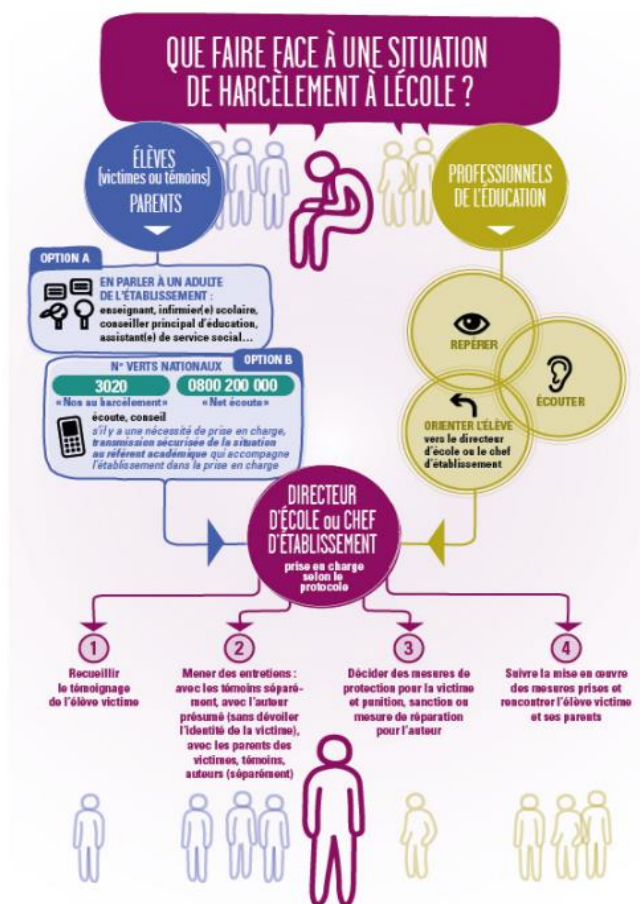 QUE FAIRE FACE À UNE SITUATION
DE HARCÈLEMENT À LÉCOLE ?
ÉLÈVES
(victimes ou témoins)
PARENTS
PROFESSIONNELS
DE L'ÉDUCATION
OPTION A
EN PARLER À UN ADULTE
DE L'ÉTABLISSEMENT :
enseignant, infirmier(e) scolaire,
conseiller principal d'éducation,
assistant(e) de service social...
OPTION B
N° VERTS NATIONAUX
3020
« Non au harcèlement »
0800 200 000
« Net écoute »
écoute, conseil
s'il y a une nécessité de prise en charge,
transmission sécurisée de la situation
au référent académique qui accompagne
l'établissement dans la prise en charge
REPÉRER
ÉCOUTER
ORIENTER L'ÉLÈVE
vers le directeur
d'école ou le chef
d'établissement
DIRECTEUR
D'ÉCOLE OU CHEF
D'ÉTABLISSEMENT
prise en charge
selon le
protocole
1
Recueillir
le témoignage
de l'élève victime
2
Mener des entretiens :
avec les témoins séparé-
ment, avec l'auteur
présumé (sans dévoiler
l'identité de la victime),
avec les parents des
victimes, témoins,
auteurs (séparément)
3
Décider des mesures de
protection pour la victime
et punition, sanction ou
mesure de réparation
pour l'auteur
4
Suivre la mise en œuvre
des mesures prises et
rencontrer l'élève victime
et ses parents